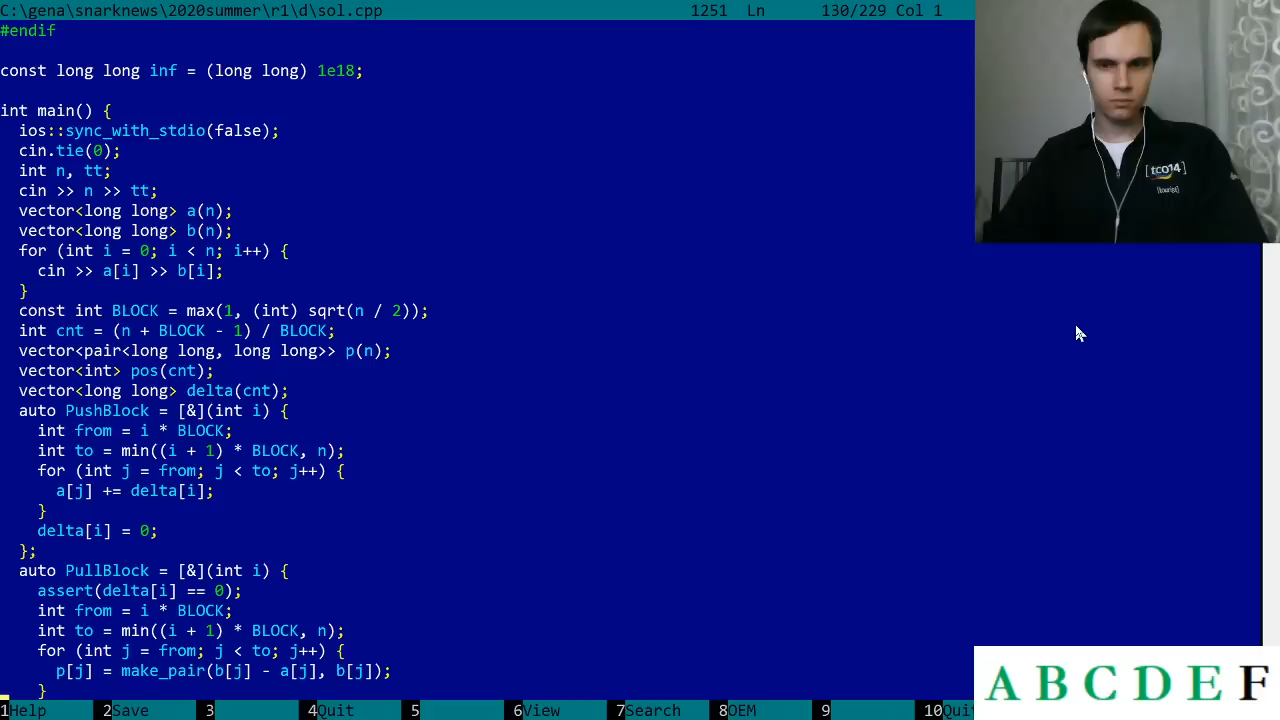 C:\gena\snarknews\2020summer\r1\d\sol.cpp 1251 Ln 130/229 Col 1
#endif
const long long inf = (long long) 1e18;
int main() {
ios::sync_with_stdio(false);
cin.tie(0);
int n, tt;
cin >> n >> tt;
vector<long long> a(n);
vector<long long> b(n);
for (int i = 0; i < n; i++) {
cin >> a[i] >> b[i];
}
const int BLOCK = max(1, (int) sqrt(n / 2));
int cnt = (n + BLOCK - 1) / BLOCK;
vector<pair<long long, long long>> p(n);
vector<int> pos(cnt);
vector<long long> delta(cnt);
auto PushBlock = [&](int i) {
int from = i * BLOCK;
int to = min((i + 1) * BLOCK, n);
for (int j = from; j < to; j++) {
a[j] += delta[i];
}
delta[i] = 0;
};
auto PullBlock = [&](int i) {
assert(delta[i] == 0);
int from = i * BLOCK;
int to = min((i + 1) * BLOCK, n);
for (int j = from; j < to; j++) {
p[j] = make_pair(b[j] - a[j], b[j]);
}
1Help 2Save 3 4Quit 5 6View 7Search 8OEM 9 10Quit
[tco14]
[tourist]
A B C D E F